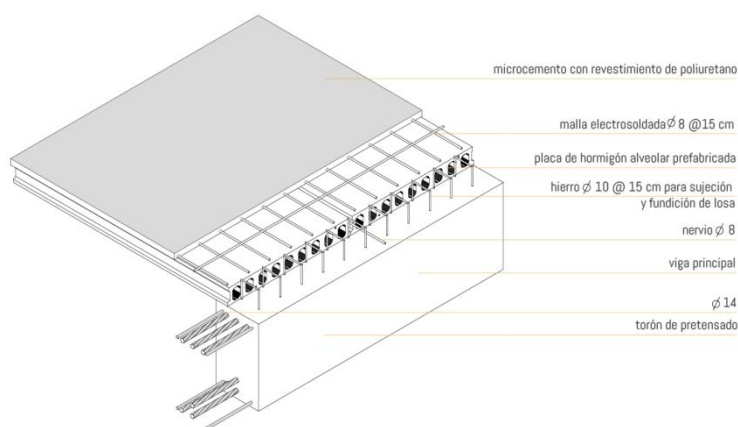 microcemento con revestimiento de poliuretano
malla electrosoldada ∅ 8 @15 cm
placa de hormigón alveolar prefabricada
hierro ∅ 10 @ 15 cm para sujeción
y fundición de losa
nervio ∅ 8
viga principal
∅ 14
torón de pretensado